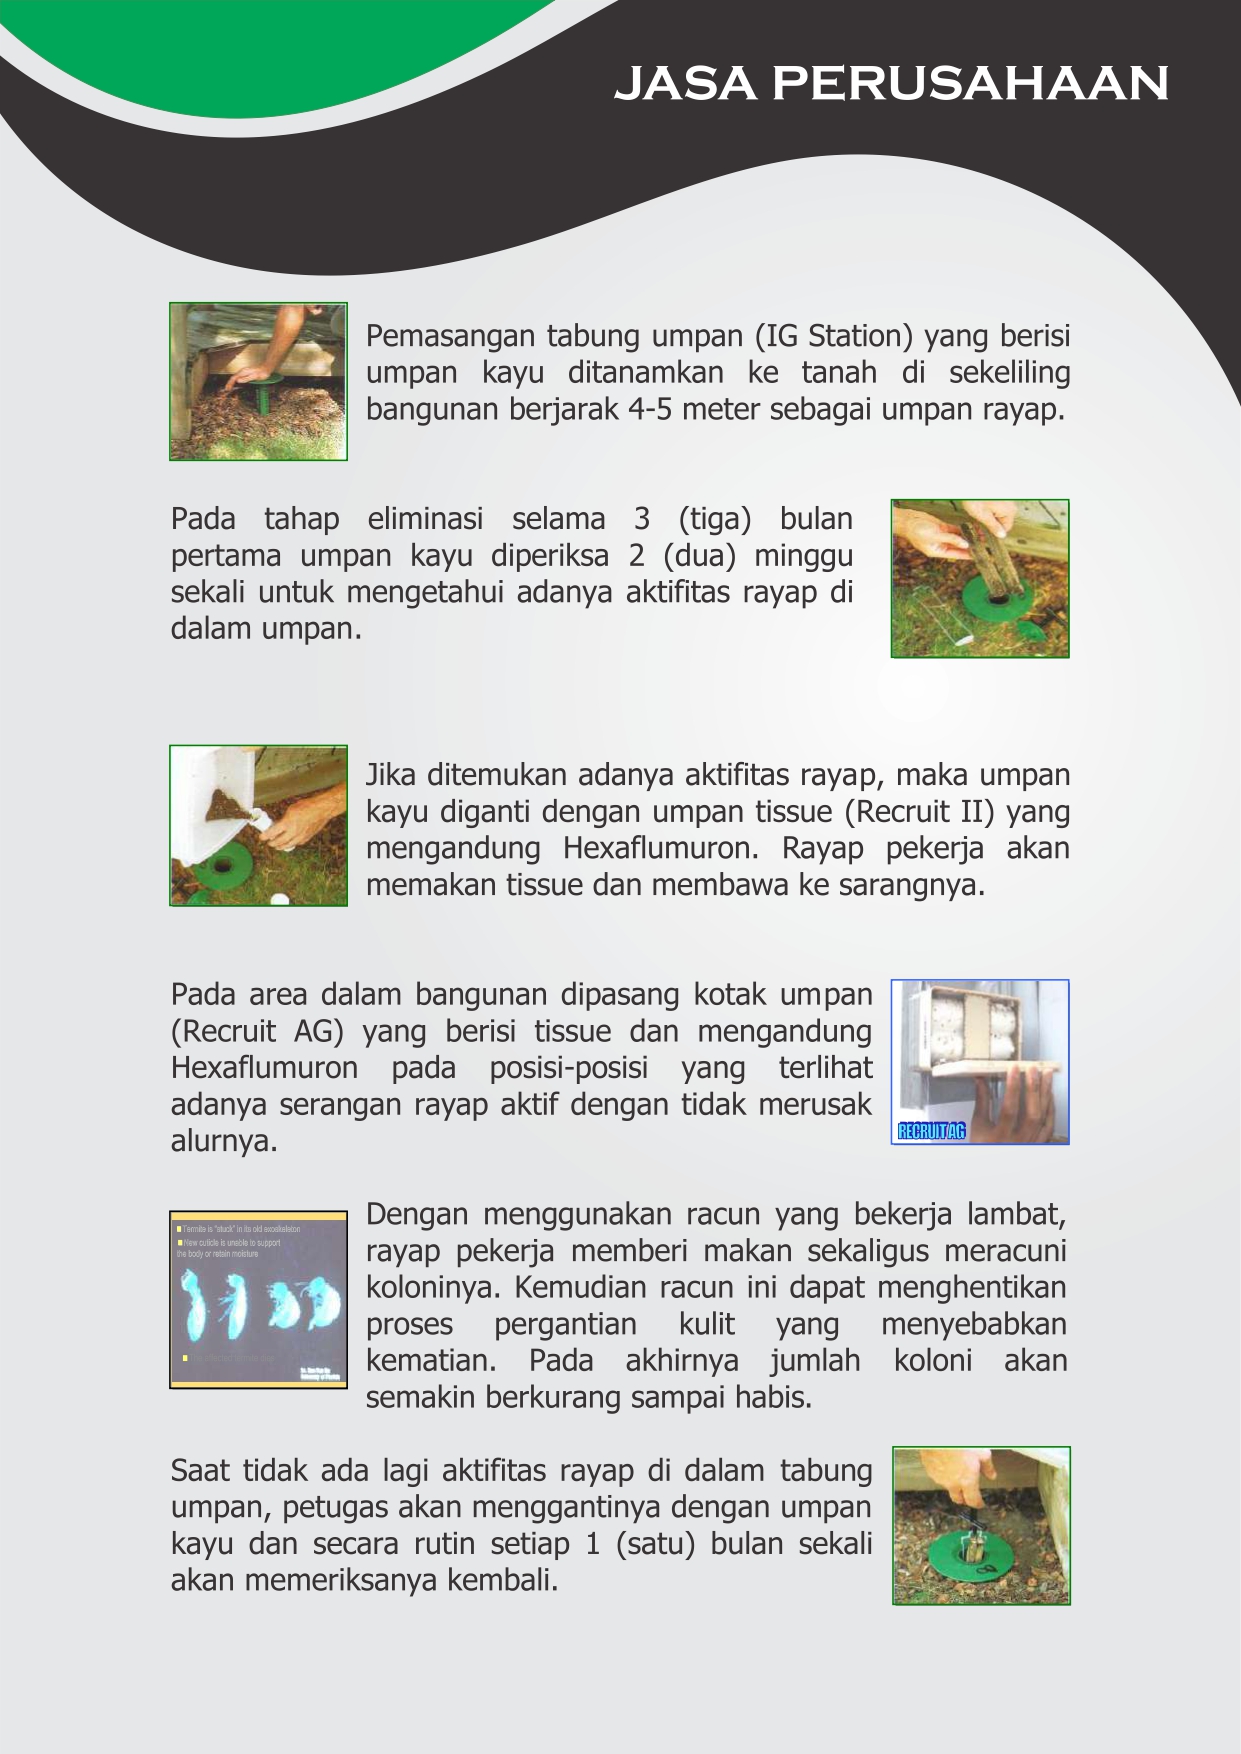 JASA PERUSAHAAN
Pemasangan tabung umpan (IG Station) yang berisi
umpan kayu ditanamkan ke tanah di sekeliling
bangunan berjarak 4-5 meter sebagai umpan rayap.
Pada tahap eliminasi selama 3 (tiga) bulan
pertama umpan kayu diperiksa 2 (dua) minggu
sekali untuk mengetahui adanya aktifitas rayap di
dalam umpan.
Jika ditemukan adanya aktifitas rayap, maka umpan
kayu diganti dengan umpan tissue (Recruit II) yang
mengandung Hexaflumuron. Rayap pekerja akan
memakan tissue dan membawa ke sarangnya.
Pada area dalam bangunan dipasang kotak umpan
(Recruit AG) yang berisi tissue dan mengandung
Hexaflumuron pada posisi-posisi yang terlihat
adanya serangan rayap aktif dengan tidak merusak
alurnya.
RECRUIT AG
Termite is "stuck" in its old exoskeleton
New cuticle is unable to support
the body or retain moisture
Dengan menggunakan racun yang bekerja lambat,
rayap pekerja memberi makan sekaligus meracuni
koloninya. Kemudian racun ini dapat menghentikan
proses pergantian kulit yang menyebabkan
kematian. Pada akhirnya jumlah koloni akan
semakin berkurang sampai habis.
Saat tidak ada lagi aktifitas rayap di dalam tabung
umpan, petugas akan menggantinya dengan umpan
kayu dan secara rutin setiap 1 (satu) bulan sekali
akan memeriksanya kembali.